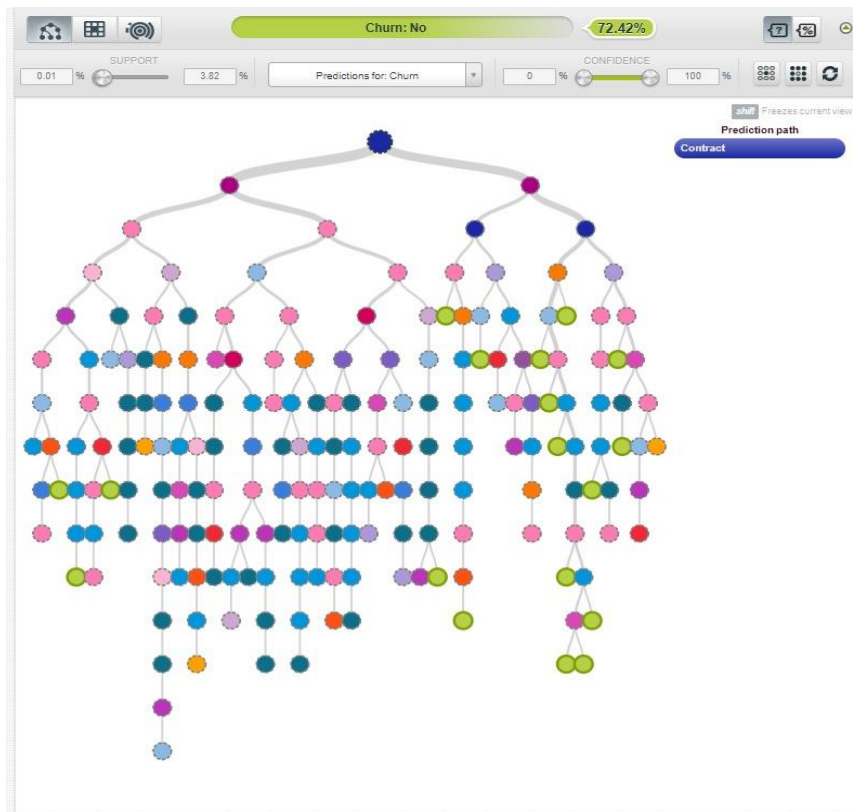 Churn: No
72.42%
SUPPORT
0.01 %
3.82 %
Predictions for: Churn
CONFIDENCE
0 %
100 %
shift Freezes current view
Prediction path
Contract